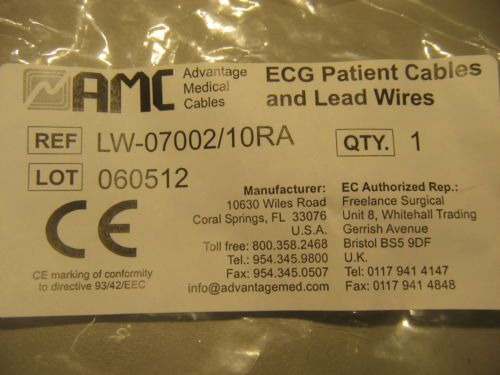 AMC Advantage Medical Cables
ECG Patient Cables and Lead Wires
REF LW-07002/10RA
QTY. 1
LOT 060512
CE
CE marking of conformity
to directive 93/42/EEC
Manufacturer:
10630 Wiles Road
Coral Springs, FL 33076
U.S.A.
Toll free: 800.358.2468
Tel.: 954.345.9800
Fax: 954.345.0507
info@advantagemed.com
EC Authorized Rep.:
Freelance Surgical
Unit 8, Whitehall Trading
Gerrish Avenue
Bristol BS5 9DF
U.K.
Tel: 0117 941 4147
Fax: 0117 941 4848